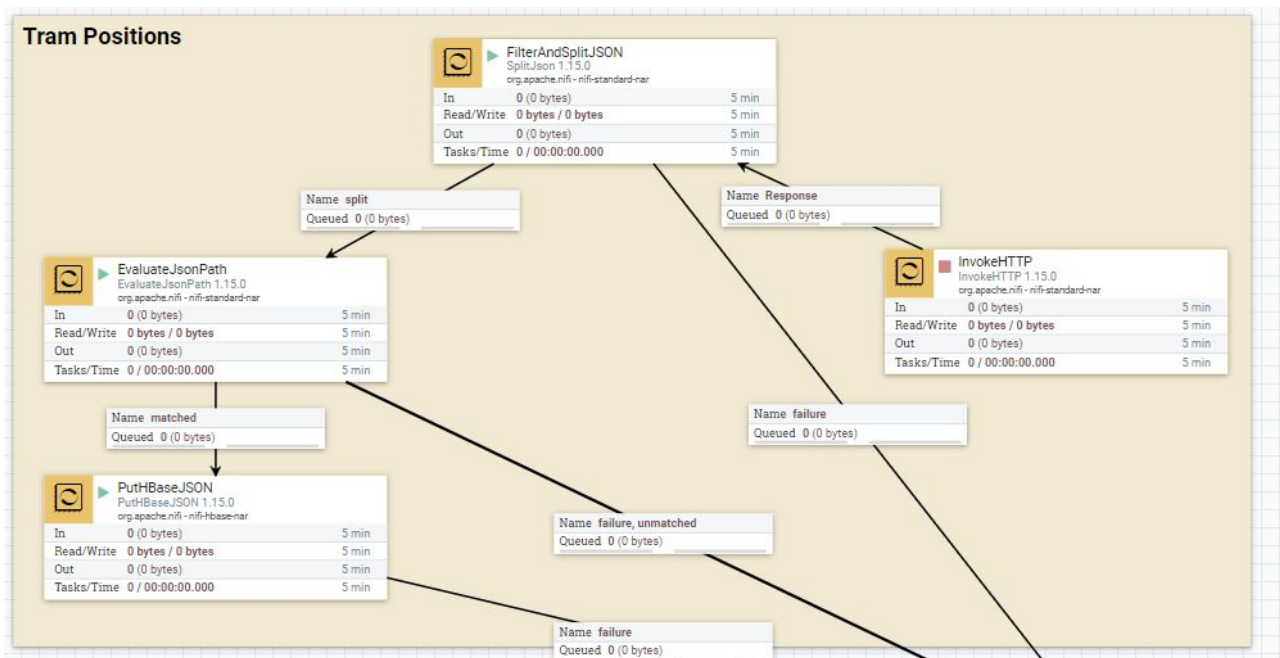 Tram Positions
FilterAndSplitJSON
SplitJson 1.15.0
org.apache.nifi - nifi-standard-nar
In 0 (0 bytes) 5 min
Read/Write 0 bytes / 0 bytes 5 min
Out 0 (0 bytes) 5 min
Tasks/Time 0 / 00:00:00.000 5 min
Name split
Queued 0 (0 bytes)
Name Response
Queued 0 (0 bytes)
EvaluateJsonPath
EvaluateJsonPath 1.15.0
org.apache.nifi - nifi-standard-nar
In 0 (0 bytes) 5 min
Read/Write 0 bytes / 0 bytes 5 min
Out 0 (0 bytes) 5 min
Tasks/Time 0 / 00:00:00.000 5 min
InvokeHTTP
InvokeHTTP 1.15.0
org.apache.nifi - nifi-standard-nar
In 0 (0 bytes) 5 min
Read/Write 0 bytes / 0 bytes 5 min
Out 0 (0 bytes) 5 min
Tasks/Time 0 / 00:00:00.000 5 min
Name matched
Queued 0 (0 bytes)
Name failure
Queued 0 (0 bytes)
PutHBaseJSON
PutHBaseJSON 1.15.0
org.apache.nifi - nifi-hbase-nar
In 0 (0 bytes) 5 min
Read/Write 0 bytes / 0 bytes 5 min
Out 0 (0 bytes) 5 min
Tasks/Time 0 / 00:00:00.000 5 min
Name failure, unmatched
Queued 0 (0 bytes)
Name failure
Queued 0 (0 bytes)